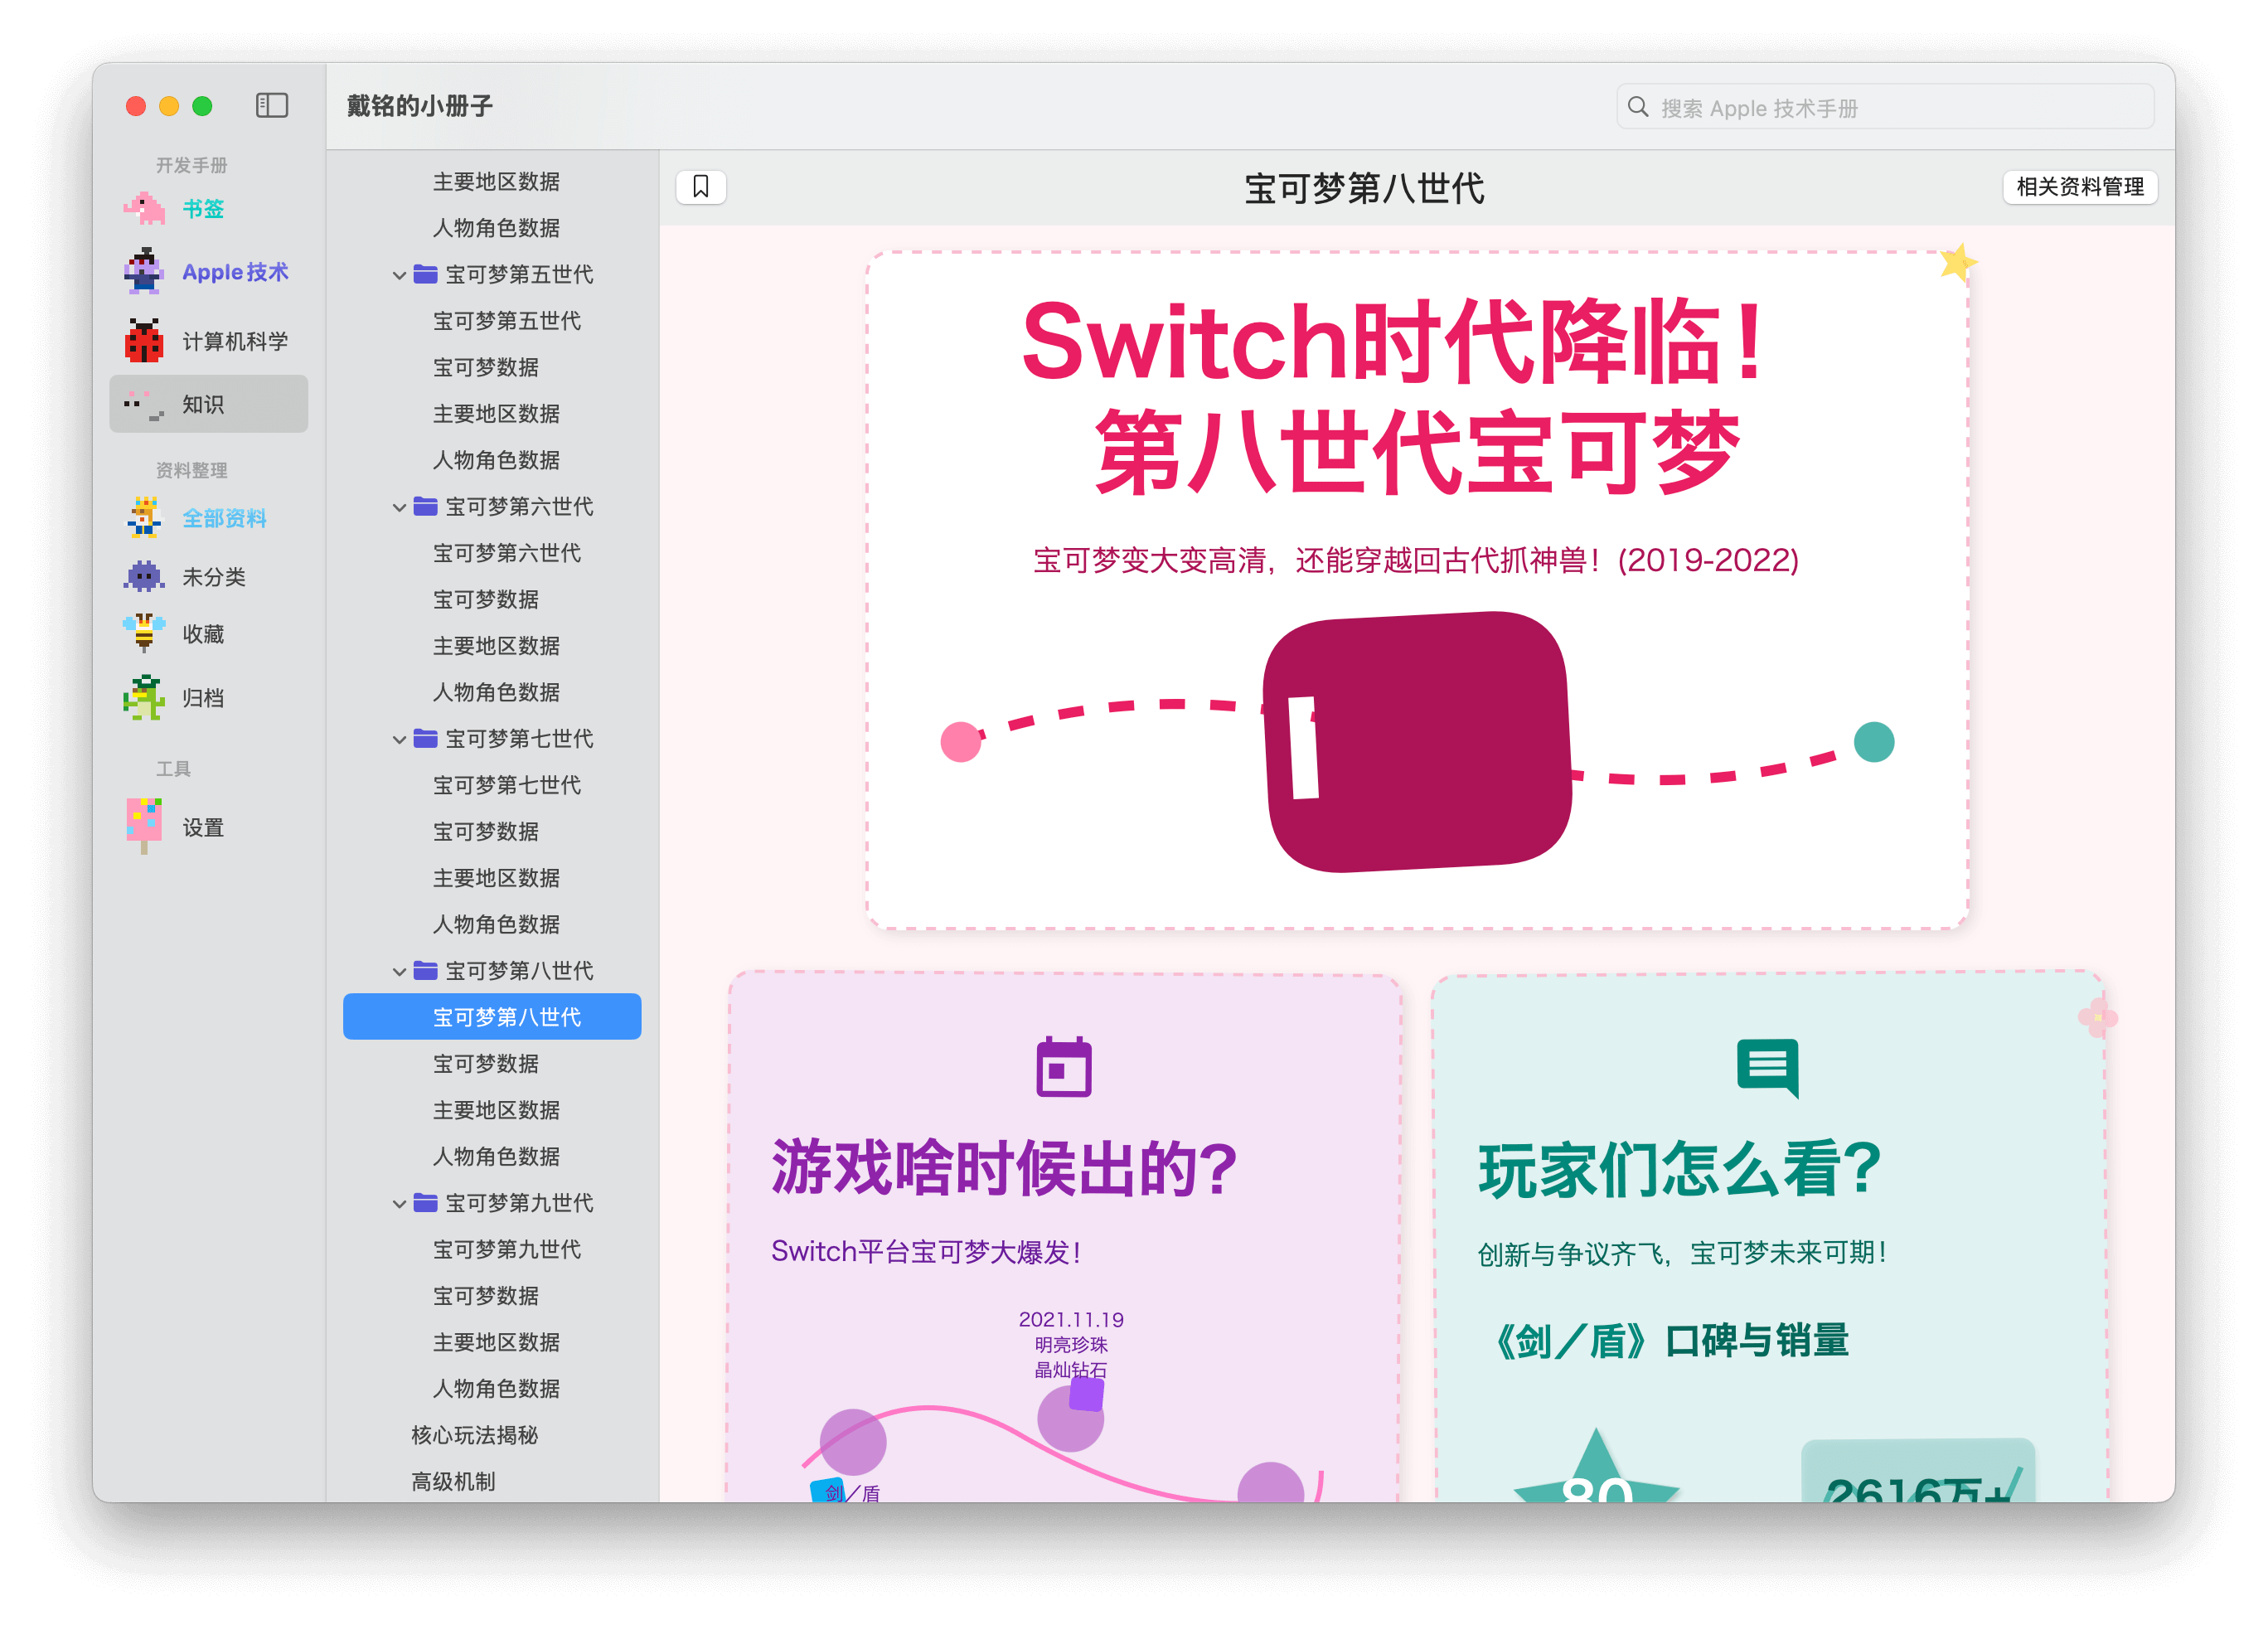 戴铭的小册子
搜索 Apple 技术手册
开发手册
书签
Apple技术
计算机科学
知识
资料整理
全部资料
未分类
收藏
归档
工具
设置
主要地区数据
人物角色数据
宝可梦第五世代
宝可梦第五世代
宝可梦数据
主要地区数据
人物角色数据
宝可梦第六世代
宝可梦第六世代
宝可梦数据
主要地区数据
人物角色数据
宝可梦第七世代
宝可梦第七世代
宝可梦数据
主要地区数据
人物角色数据
宝可梦第八世代
宝可梦第八世代
宝可梦数据
主要地区数据
人物角色数据
宝可梦第九世代
宝可梦第九世代
宝可梦数据
主要地区数据
人物角色数据
核心玩法揭秘
高级机制
宝可梦第八世代
相关资料管理
Switch时代降临！
第八世代宝可梦
宝可梦变大变高清，还能穿越回古代抓神兽！(2019-2022)
游戏啥时候出的？
Switch平台宝可梦大爆发！
2021.11.19
明亮珍珠
晶灿钻石
剑／盾
玩家们怎么看？
创新与争议齐飞，宝可梦未来可期！
《剑／盾》口碑与销量
80
2616万+